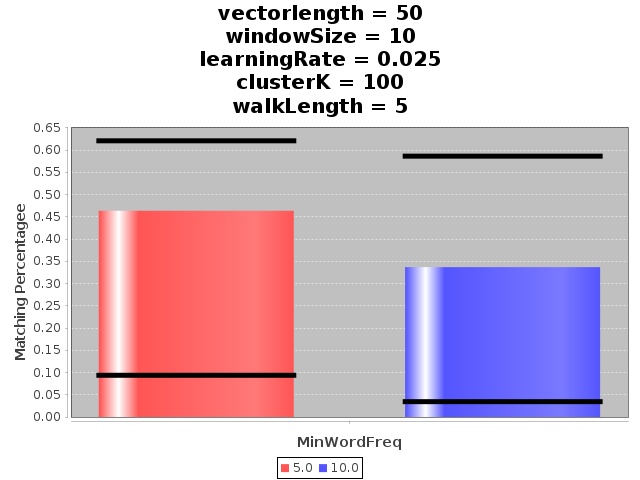 vectorlength = 50
windowSize = 10
learningRate = 0.025
clusterK = 100
walkLength = 5
0.65
0.60
0.55
0.50
0.45
0.40
0.35
0.30
0.25
0.20
0.15
0.10
0.05
0.00
Matching Percentagee
MinWordFreq
5.0 10.0